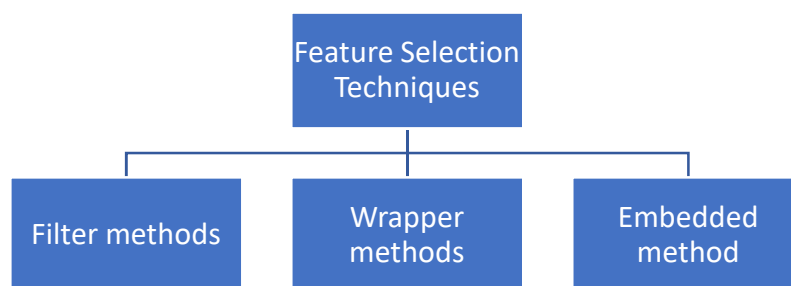 Feature Selection
Techniques
Filter methods
Wrapper
methods
Embedded
method